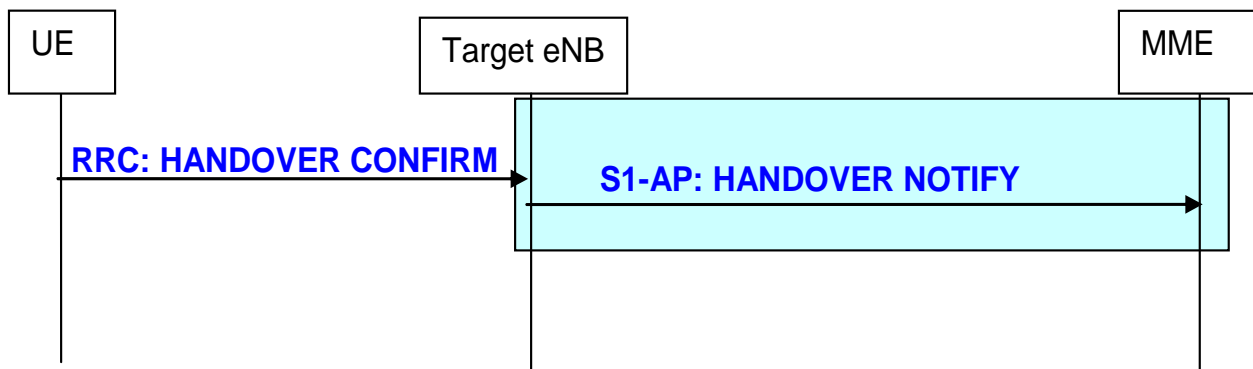 UE
Target eNB
MME
RRC: HANDOVER CONFIRM
S1-AP: HANDOVER NOTIFY